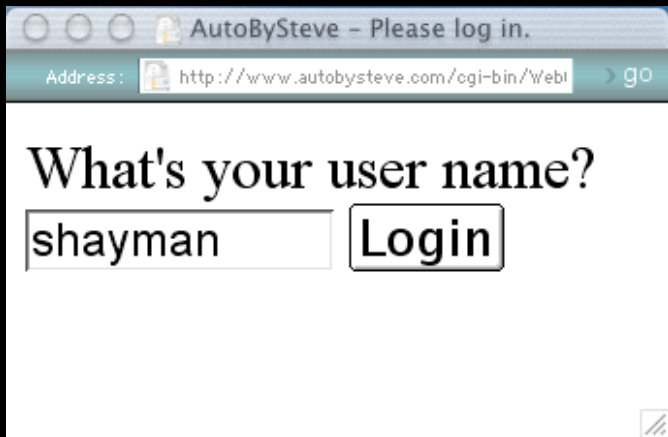 AutoBySteve – Please log in.
Address: http://www.autobysteve.com/cgi-bin/Web go
What's your user name?
shayman Login